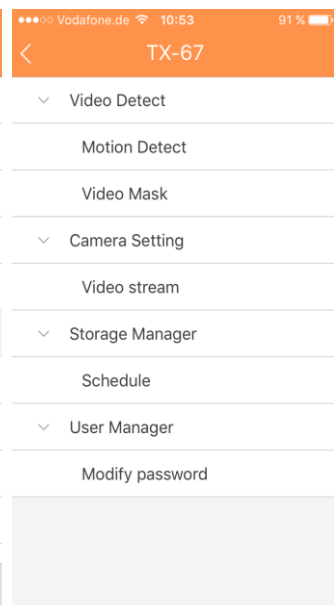 Vodafone.de 10:53 91 %
TX-67
Video Detect
Motion Detect
Video Mask
Camera Setting
Video stream
Storage Manager
Schedule
User Manager
Modify password